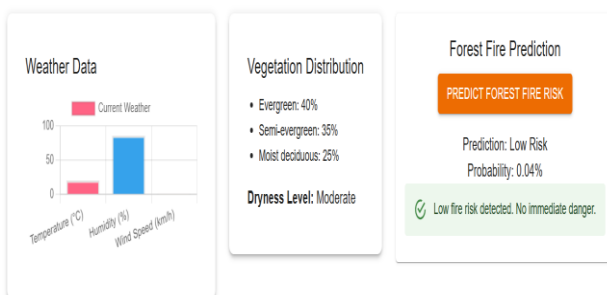 Weather Data
Current Weather
100
50
0
Temperature (°C)
Humidity (%)
Wind Speed (km/h)
Vegetation Distribution
• Evergreen: 40%
• Semi-evergreen: 35%
• Moist deciduous: 25%
Dryness Level: Moderate
Forest Fire Prediction
PREDICT FOREST FIRE RISK
Prediction: Low Risk
Probability: 0.04%
Low fire risk detected. No immediate danger.